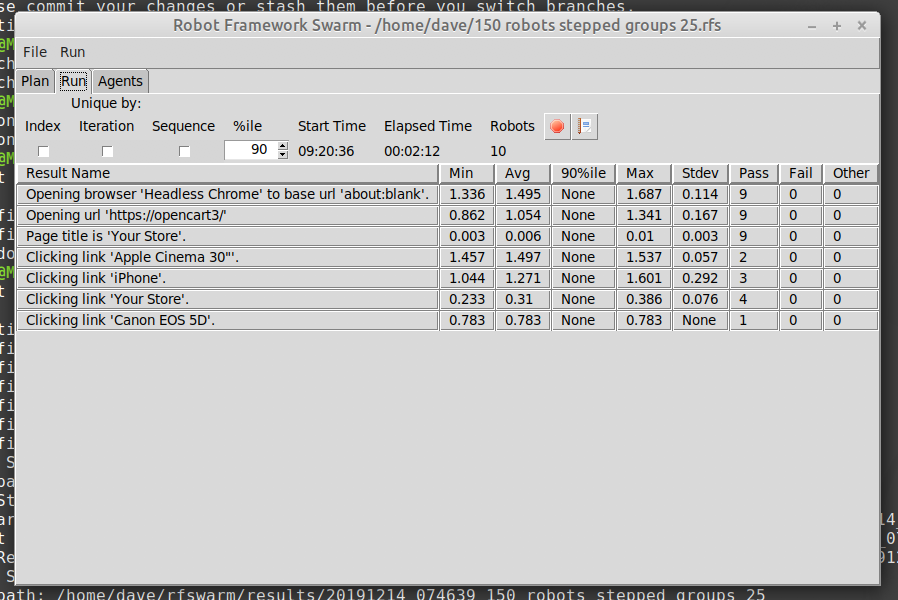 se commit your changes or stash them before you switch branches.
Robot Framework Swarm - /home/dave/150 robots stepped groups 25.rfs
File Run
Plan Run Agents
Unique by:
Index Iteration Sequence %ile Start Time Elapsed Time Robots
90 09:20:36 00:02:12 10
Result Name Min Avg 90%ile Max Stdev Pass Fail Other
Opening browser 'Headless Chrome' to base url 'about:blank'. 1.336 1.495 None 1.687 0.114 9 0 0
Opening url 'https://opencart3/' 0.862 1.054 None 1.341 0.167 9 0 0
Page title is 'Your Store'. 0.003 0.006 None 0.01 0.003 9 0 0
Clicking link 'Apple Cinema 30"'. 1.457 1.497 None 1.537 0.057 2 0 0
Clicking link 'iPhone'. 1.044 1.271 None 1.601 0.292 3 0 0
Clicking link 'Your Store'. 0.233 0.31 None 0.386 0.076 4 0 0
Clicking link 'Canon EOS 5D'. 0.783 0.783 None 0.783 None 1 0 0
path: /home/dave/rfswarm/results/20191214_074639_150_robots_stepped_groups_25